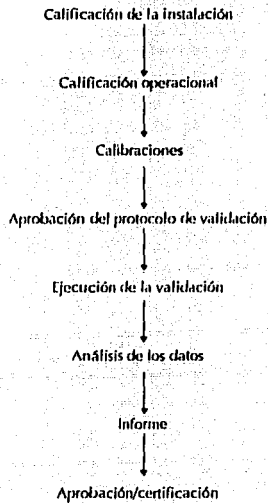 Calificación de la instalación
Calificación operacional
Calibraciones
Aprobación del protocolo de validación
Ejecución de la validación
Análisis de los datos
Informe
Aprobación/certificación